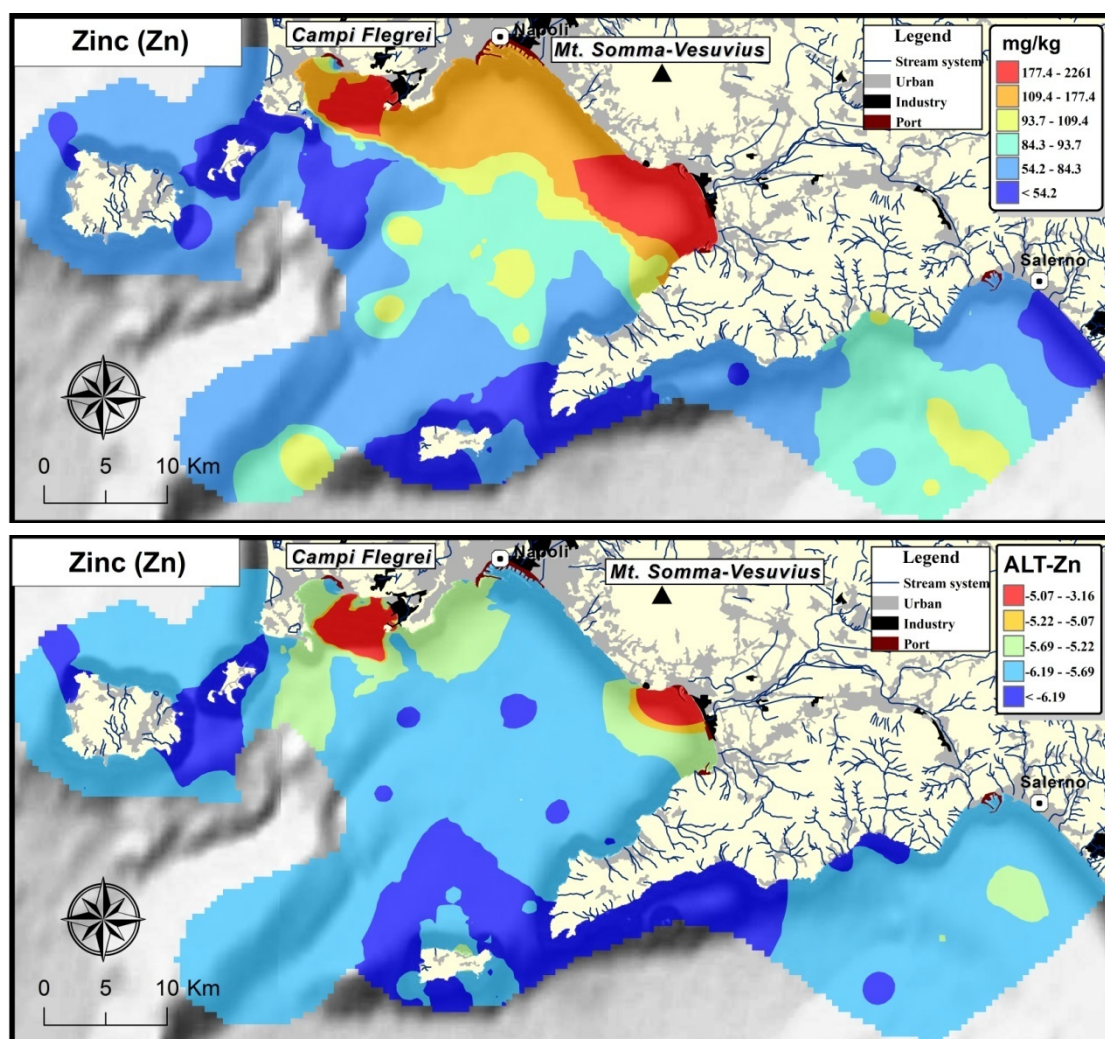 Zinc (Zn)
Campi Flegrei
Napoli
Mt. Somma-Vesuvius
Legend
Stream system
Urban
Industry
Port
mg/kg
177.4 - 2261
109.4 - 177.4
93.7 - 109.4
84.3 - 93.7
54.2 - 84.3
< 54.2
Salerno
0 5 10 Km
Zinc (Zn)
Campi Flegrei
Napoli
Mt. Somma-Vesuvius
Legend
Stream system
Urban
Industry
Port
ALT-Zn
-5.07 - -3.16
-5.22 - -5.07
-5.69 - -5.22
-6.19 - -5.69
< -6.19
Salerno
0 5 10 Km